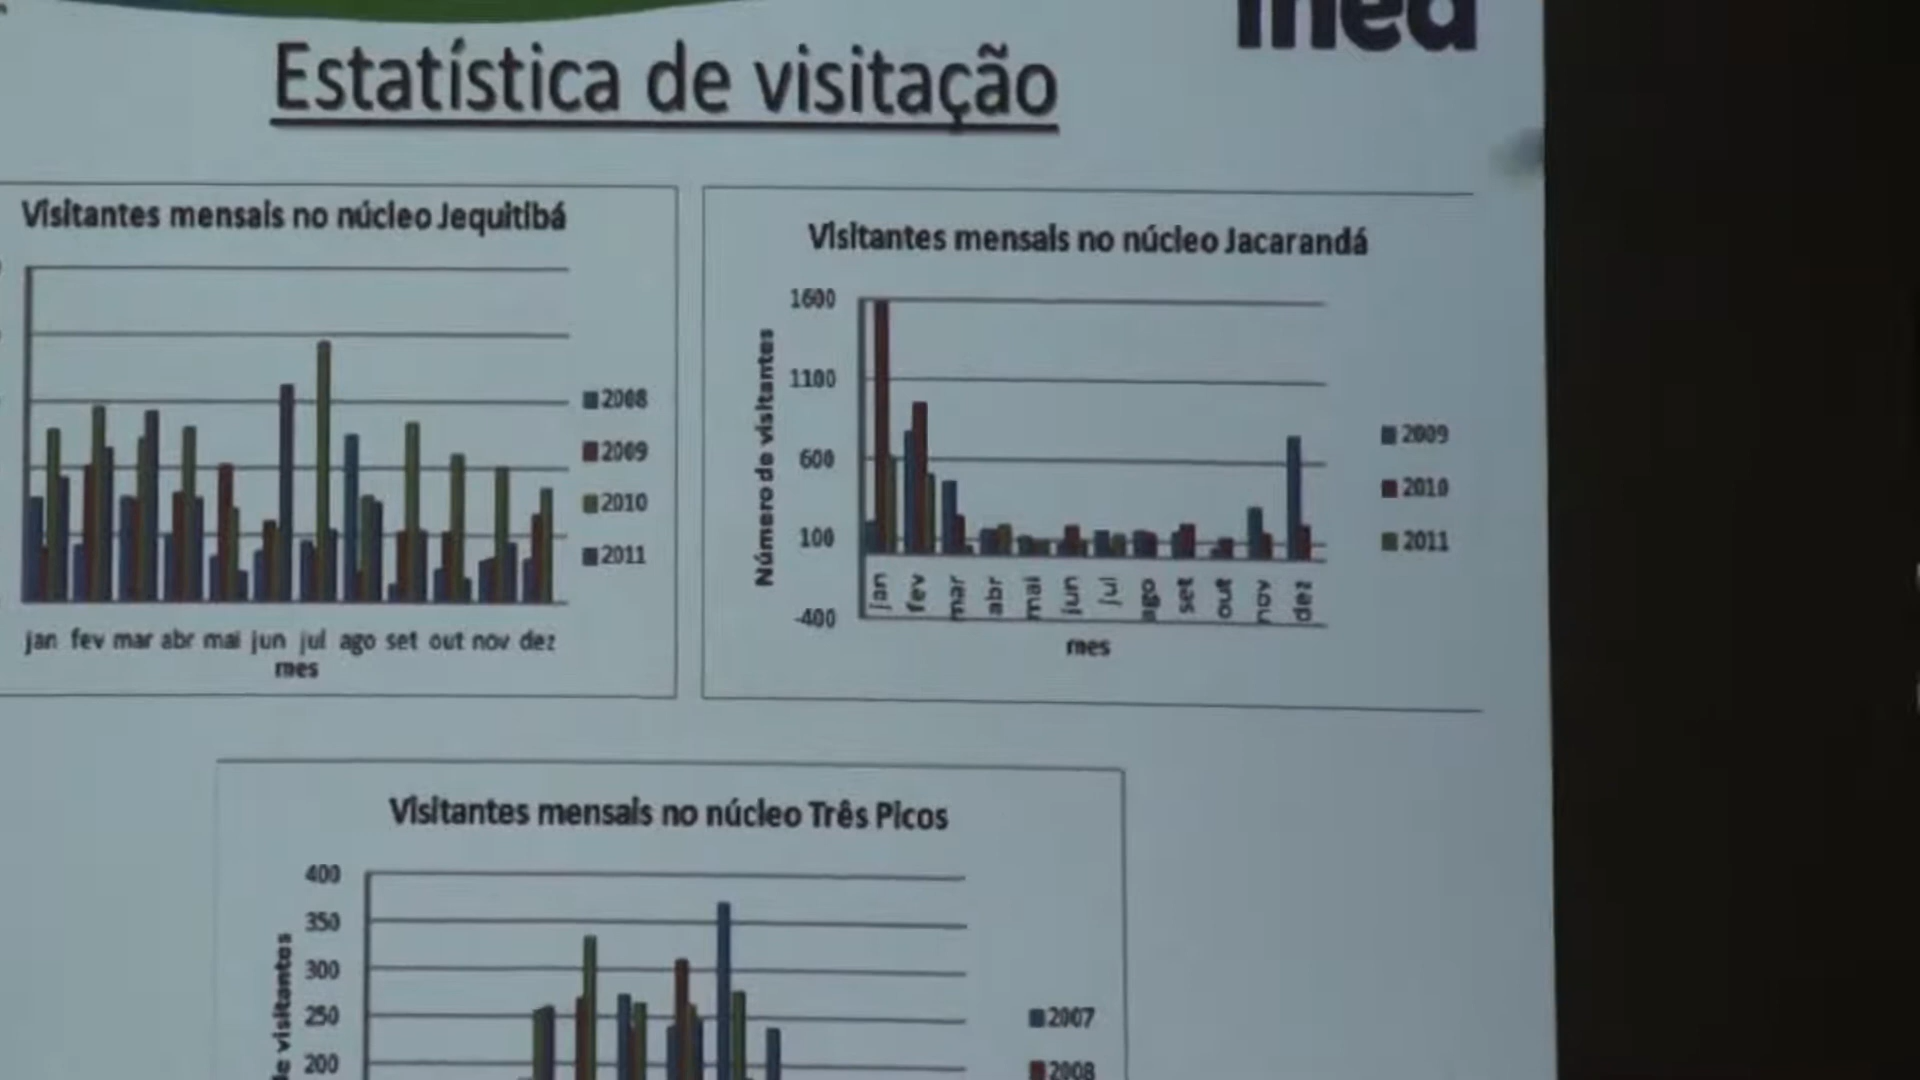 Estatística de visitação
Visitantes mensais no núcleo Jequitibá
2008
2009
2010
2011
jan fev mar abr mai jun jul ago set out nov dez
mes
Visitantes mensais no núcleo Jacarandá
Número de visitantes
1600
1100
600
100
-400
jan fev mar abr mai jun jul ago set out nov dez
mes
2009
2010
2011
Visitantes mensais no núcleo Três Picos
de visitantes
400
350
300
250
200
2007
2008